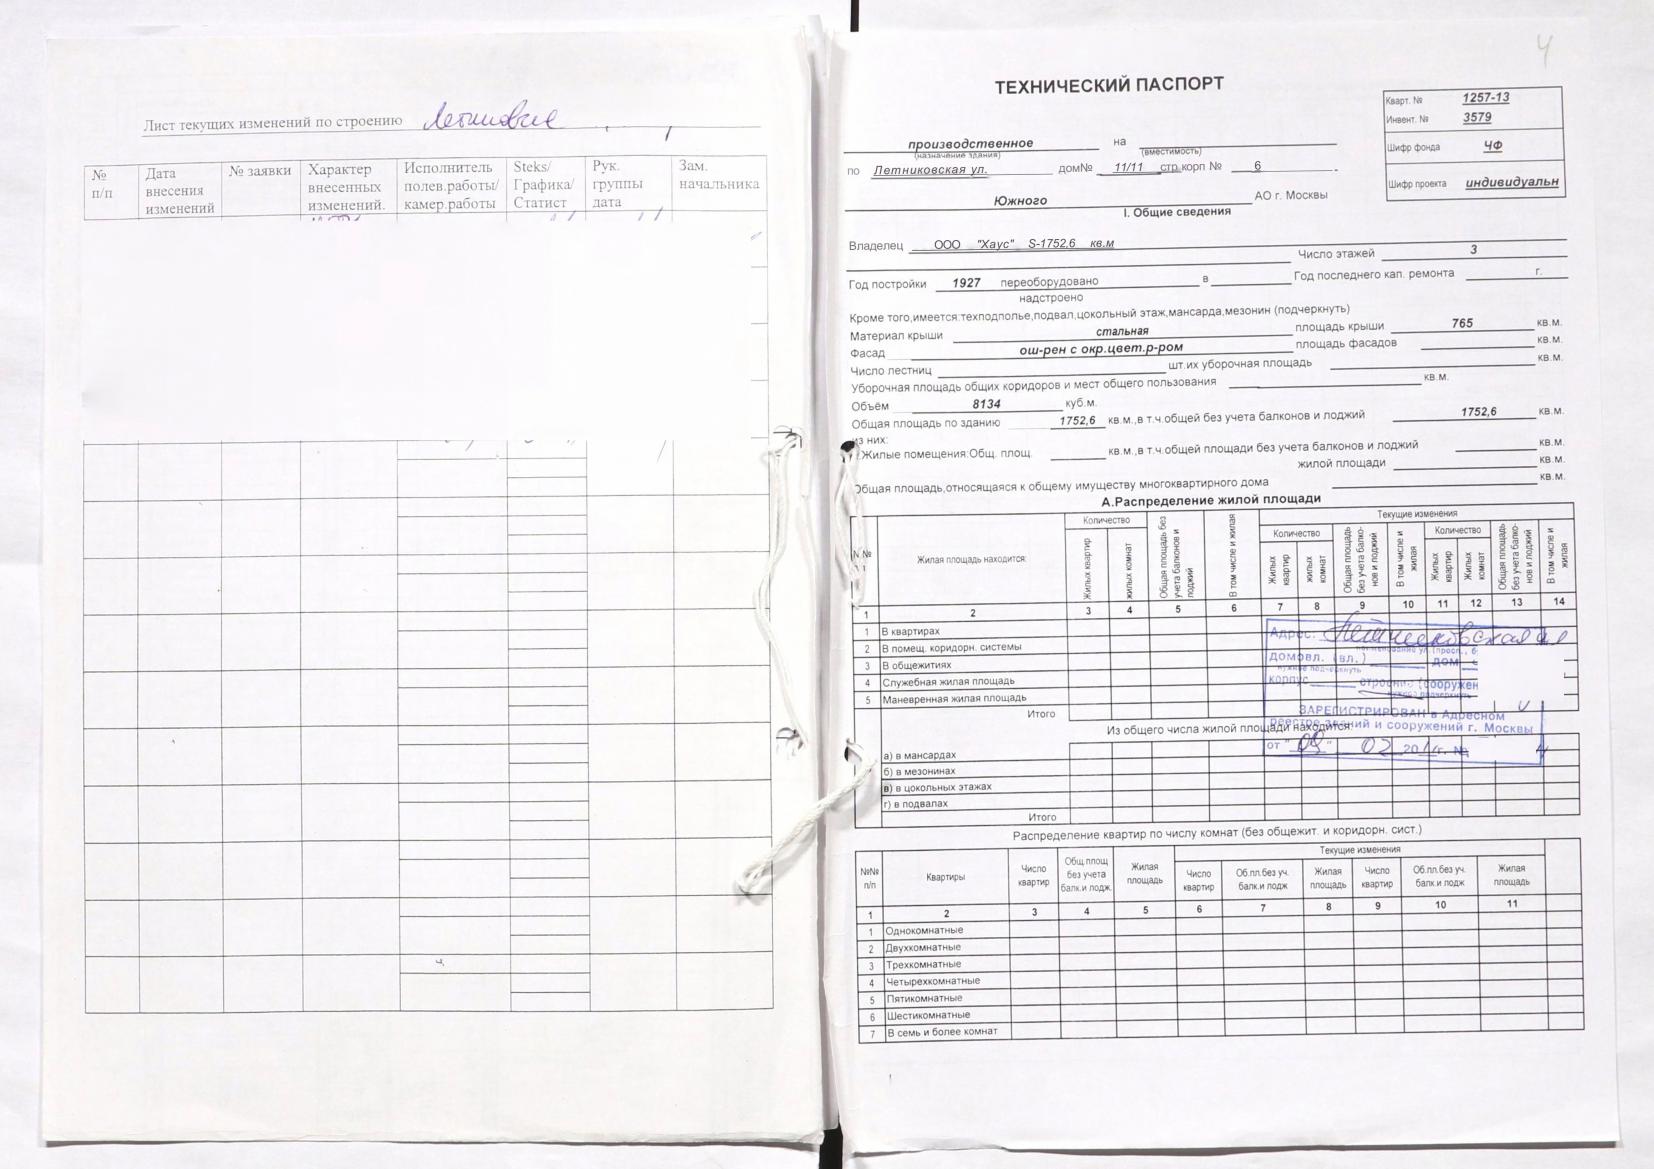 Лист текущих изменений по строению
№ п/п
Дата внесения изменений
№ заявки
Характер внесенных изменений.
Исполнитель полев.работы/ камер.работы
Steks/ Графика/ Статист
Рук. группы дата
Зам. начальника
4
ТЕХНИЧЕСКИЙ ПАСПОРТ
Кварт. № 1257-13
Инвент. № 3579
Шифр фонда ЧФ
Шифр проекта индивидуальн
производственное на
(назначение здания) (вместимость)
по Летниковская ул. дом№ 11/11 стр.корп № 6
Южного АО г. Москвы
I. Общие сведения
Владелец ООО "Хаус" S-1752,6 кв.м
Число этажей 3
Год постройки 1927 переоборудовано в Год последнего кап. ремонта г.
надстроено
Кроме того,имеется:техподполье,подвал,цокольный этаж,мансарда,мезонин (подчеркнуть)
Материал крыши стальная площадь крыши 765 кв.м.
Фасад ош-рен с окр.цвет.р-ром площадь фасадов кв.м.
Число лестниц шт.их уборочная площадь кв.м.
Уборочная площадь общих коридоров и мест общего пользования кв.м.
Объём 8134 куб.м.
Общая площадь по зданию 1752,6 кв.м.,в т.ч.общей без учета балконов и лоджий 1752,6 кв.м.
из них:
Жилые помещения:Общ. площ. кв.м.,в т.ч.общей площади без учета балконов и лоджий кв.м.
жилой площади кв.м.
Общая площадь,относящаяся к общему имуществу многоквартирного дома кв.м.
А.Распределение жилой площади
Текущие изменения
Количество Количество Количество
№ Жилая площадь находится: Жилых квартир жилых комнат Общая площадь без учета балконов и лоджий В том числе и жилая Жилых квартир жилых комнат Общая площадь без учета балко-нов и лоджий В том числе и жилая Жилых квартир Жилых комнат Общая площадь без учета балко-нов и лоджий В том числе и жилая
1 2 3 4 5 6 7 8 9 10 11 12 13 14
1 В квартирах
2 В помещ. коридорн. системы
3 В общежитиях
4 Служебная жилая площадь
5 Маневренная жилая площадь
Итого
Адрес: Летниковская ул
домовл. (вл.) дом
нужное подчеркнуть
корпус строение (сооружен
ЗАРЕГИСТРИРОВАН в Адресном
реестре зданий и сооружений г. Москвы
от "09" 02 201 г. №
Из общего числа жилой площади находится:
а) в мансардах
б) в мезонинах
в) в цокольных этажах
г) в подвалах
Итого
Распределение квартир по числу комнат (без общежит. и коридорн. сист.)
Текущие изменения
№№ п/п Квартиры Число квартир Общ.площ без учета балк.и лодж. Жилая площадь Число квартир Об.пл.без уч. балк.и лодж Жилая площадь Число квартир Об.пл.без уч. балк.и лодж Жилая площадь
1 2 3 4 5 6 7 8 9 10 11
1 Однокомнатные
2 Двухкомнатные
3 Трехкомнатные
4 Четырехкомнатные
5 Пятикомнатные
6 Шестикомнатные
7 В семь и более комнат